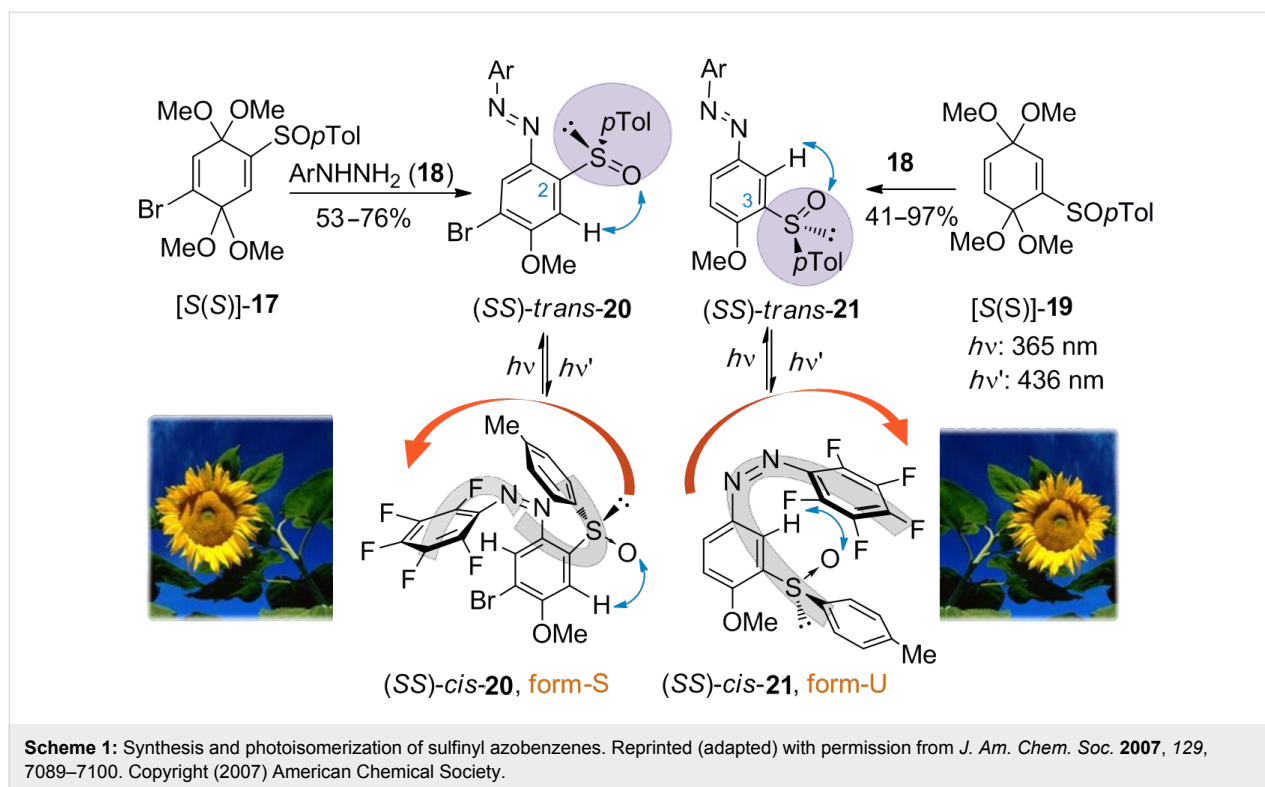 MeO OMe
SOpTol
Br
MeO OMe
[S(S)]-17
ArNHNH2 (18)
53–76%
Ar
N
N
pTol
S
O
2
Br
H
OMe
(SS)-trans-20
Ar
N
N
H
O
3
S
MeO
pTol
(SS)-trans-21
18
41–97%
MeO OMe
SOpTol
MeO OMe
[S(S)]-19
hν: 365 nm
hν': 436 nm
hν hν'
hν hν'
Me
F
N
N
F
S
F
H
O
F
F
Br
H
OMe
(SS)-cis-20, form-S
N
N
F
F
F
H
F
O
F
S
OMe
Me
(SS)-cis-21, form-U
Scheme 1: Synthesis and photoisomerization of sulfinyl azobenzenes. Reprinted (adapted) with permission from J. Am. Chem. Soc. 2007, 129,
7089–7100. Copyright (2007) American Chemical Society.